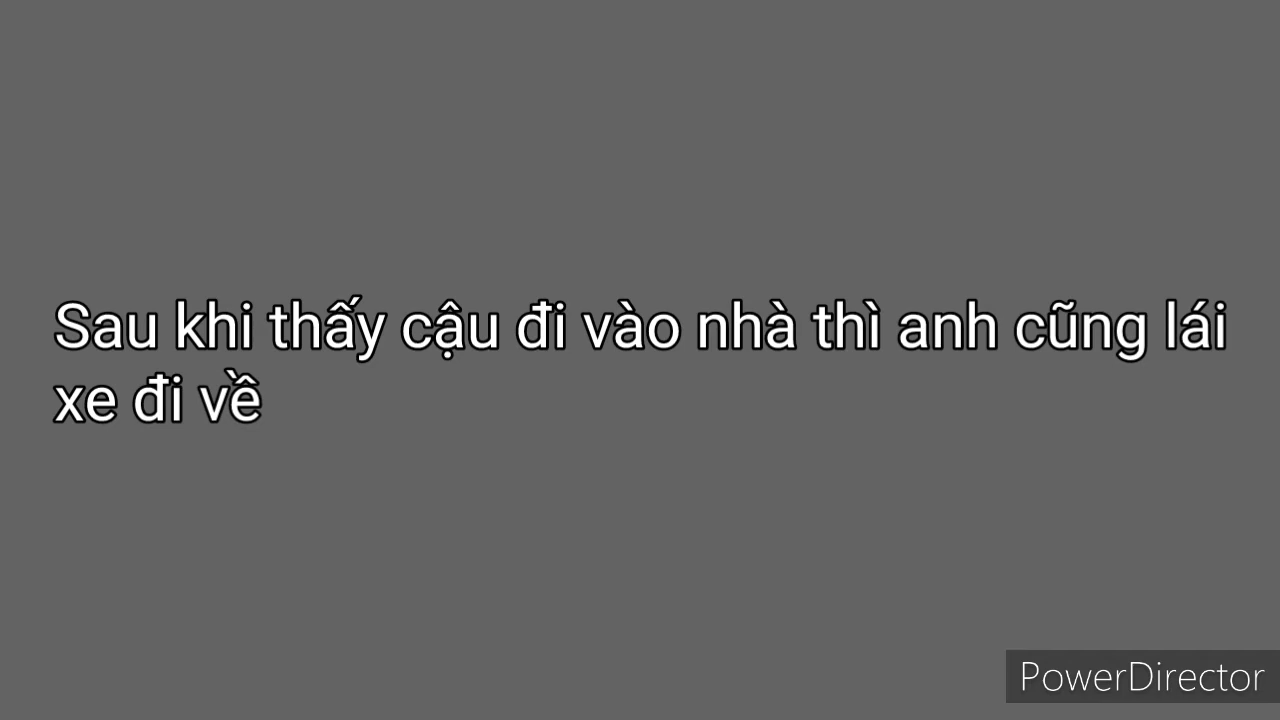 Sau khi thấy cậu đi vào nhà thì anh cũng lái
xe đi về
PowerDirector